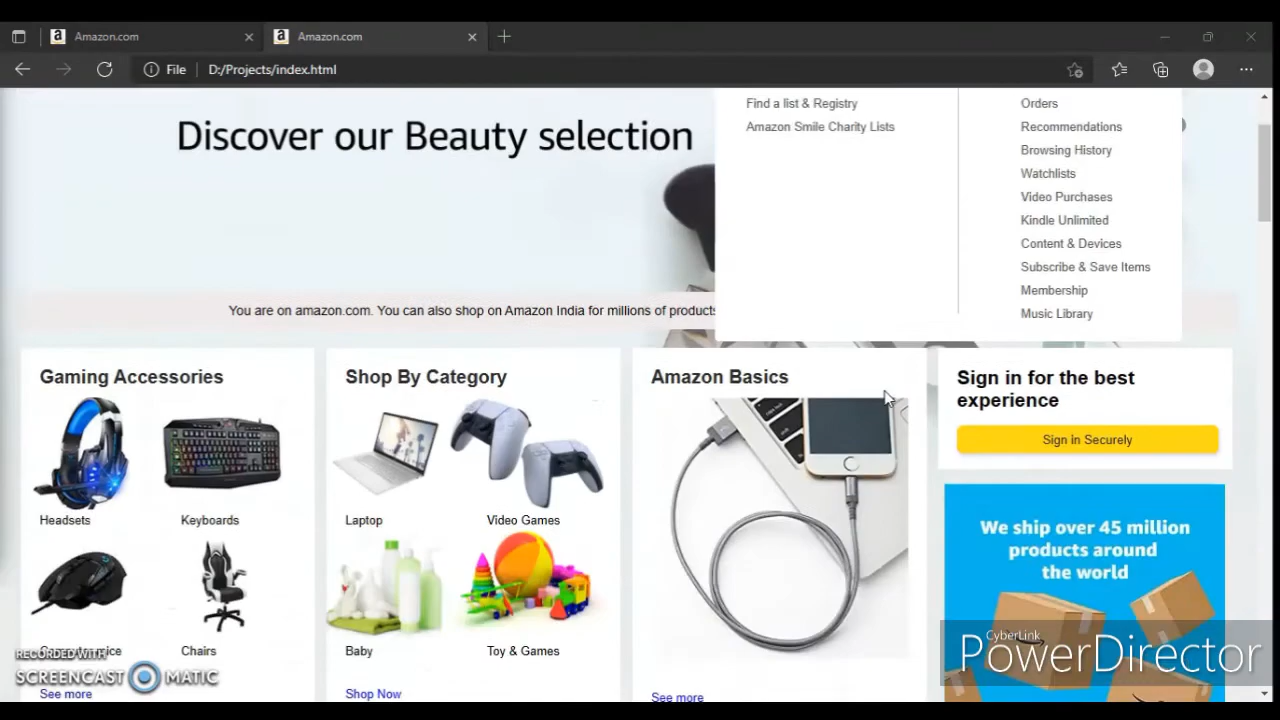 Amazon.com
Amazon.com
File
D:/Projects/index.html
Find a list & Registry
Amazon Smile Charity Lists
Orders
Recommendations
Browsing History
Watchlists
Video Purchases
Kindle Unlimited
Content & Devices
Subscribe & Save Items
Membership
Music Library
Discover our Beauty selection
You are on amazon.com. You can also shop on Amazon India for millions of products
Gaming Accessories
Headsets
Keyboards
Chairs
See more
Shop By Category
Laptop
Video Games
Baby
Toy & Games
Shop Now
Amazon Basics
See more
Sign in for the best
experience
Sign in Securely
We ship over 45 million
products around
the world
RECORDED WITH
SCREENCAST MATIC
CyberLink
PowerDirector